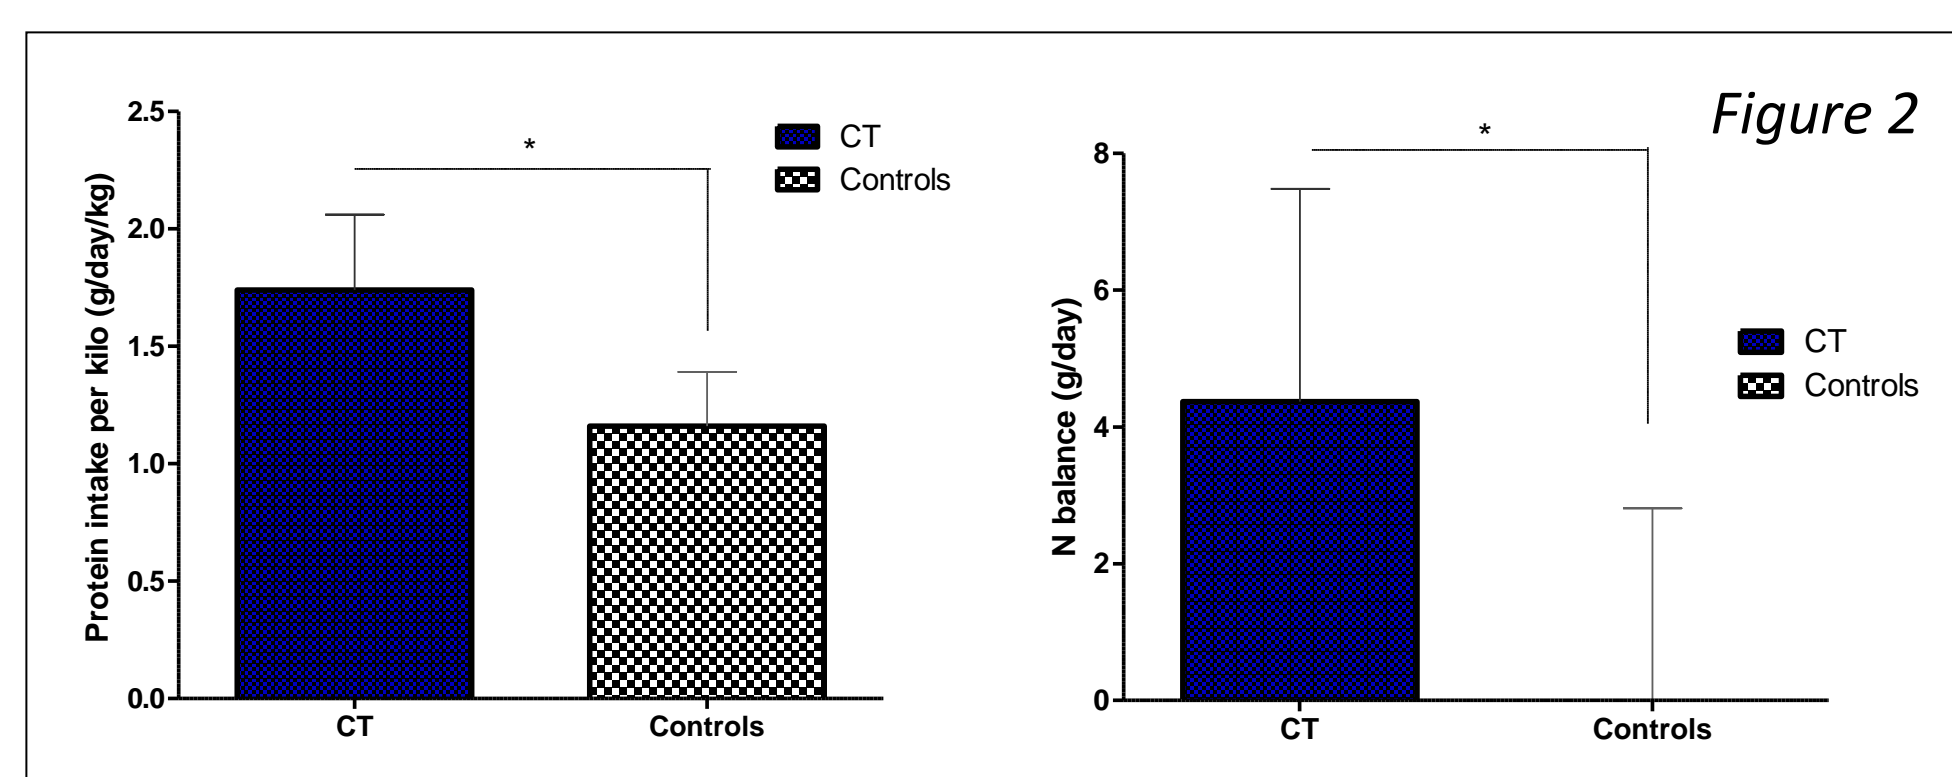 Figure 2
Protein intake per kilo (g/day/kg)
2.5
2.0
1.5
1.0
0.5
0.0
*
CT
Controls
CT
Controls
N balance (g/day)
8
6
4
2
0
*
CT
Controls
CT
Controls